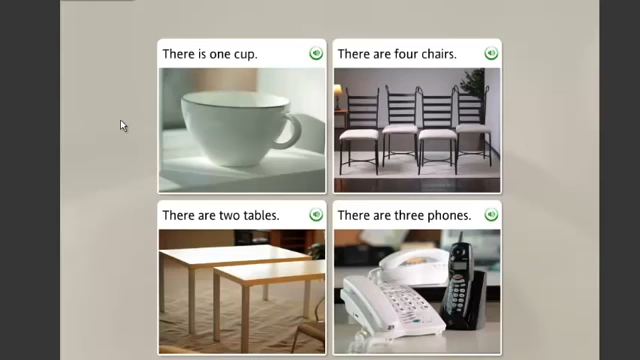 There is one cup.
There are four chairs.
There are two tables.
There are three phones.